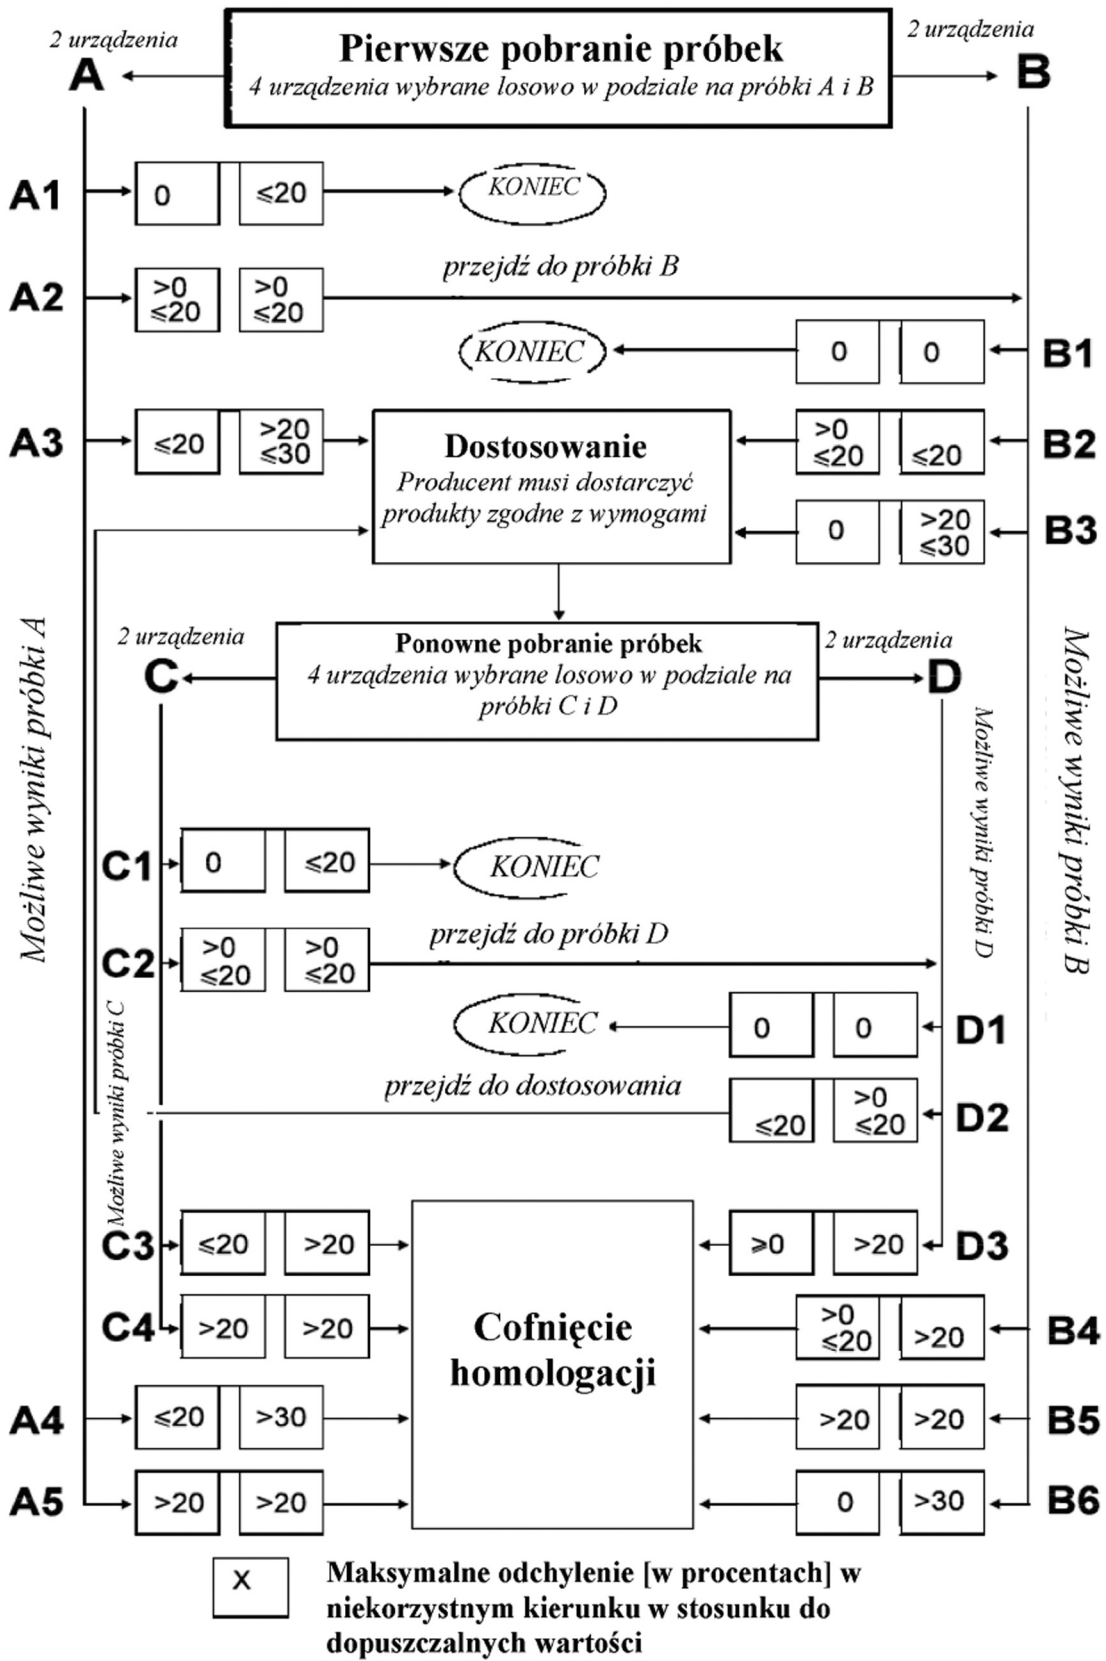 2 urządzenia
Pierwsze pobranie próbek
2 urządzenia
A
4 urządzenia wybrane losowo w podziale na próbki A i B
B
A1
0
≤20
KONIEC
przejdź do próbki B
A2
>0
≤20
>0
≤20
KONIEC
0
0
B1
A3
≤20
>20
≤30
Dostosowanie
Producent musi dostarczyć
produkty zgodne z wymogami
>0
≤20
≤20
B2
0
>20
≤30
B3
Możliwe wyniki próbki A
Możliwe wyniki próbki B
2 urządzenia
Ponowne pobranie próbek
2 urządzenia
C
4 urządzenia wybrane losowo w podziale na
próbki C i D
D
Możliwe wyniki próbki D
C1
0
≤20
KONIEC
przejdź do próbki D
C2
>0
≤20
>0
≤20
Możliwe wyniki próbki C
KONIEC
0
0
D1
przejdź do dostosowania
≤20
>0
≤20
D2
C3
≤20
>20
≥0
>20
D3
C4
>20
>20
Cofnięcie
homologacji
>0
≤20
>20
B4
A4
≤20
>30
>20
>20
B5
A5
>20
>20
0
>30
B6
X
Maksymalne odchylenie [w procentach] w
niekorzystnym kierunku w stosunku do
dopuszczalnych wartości